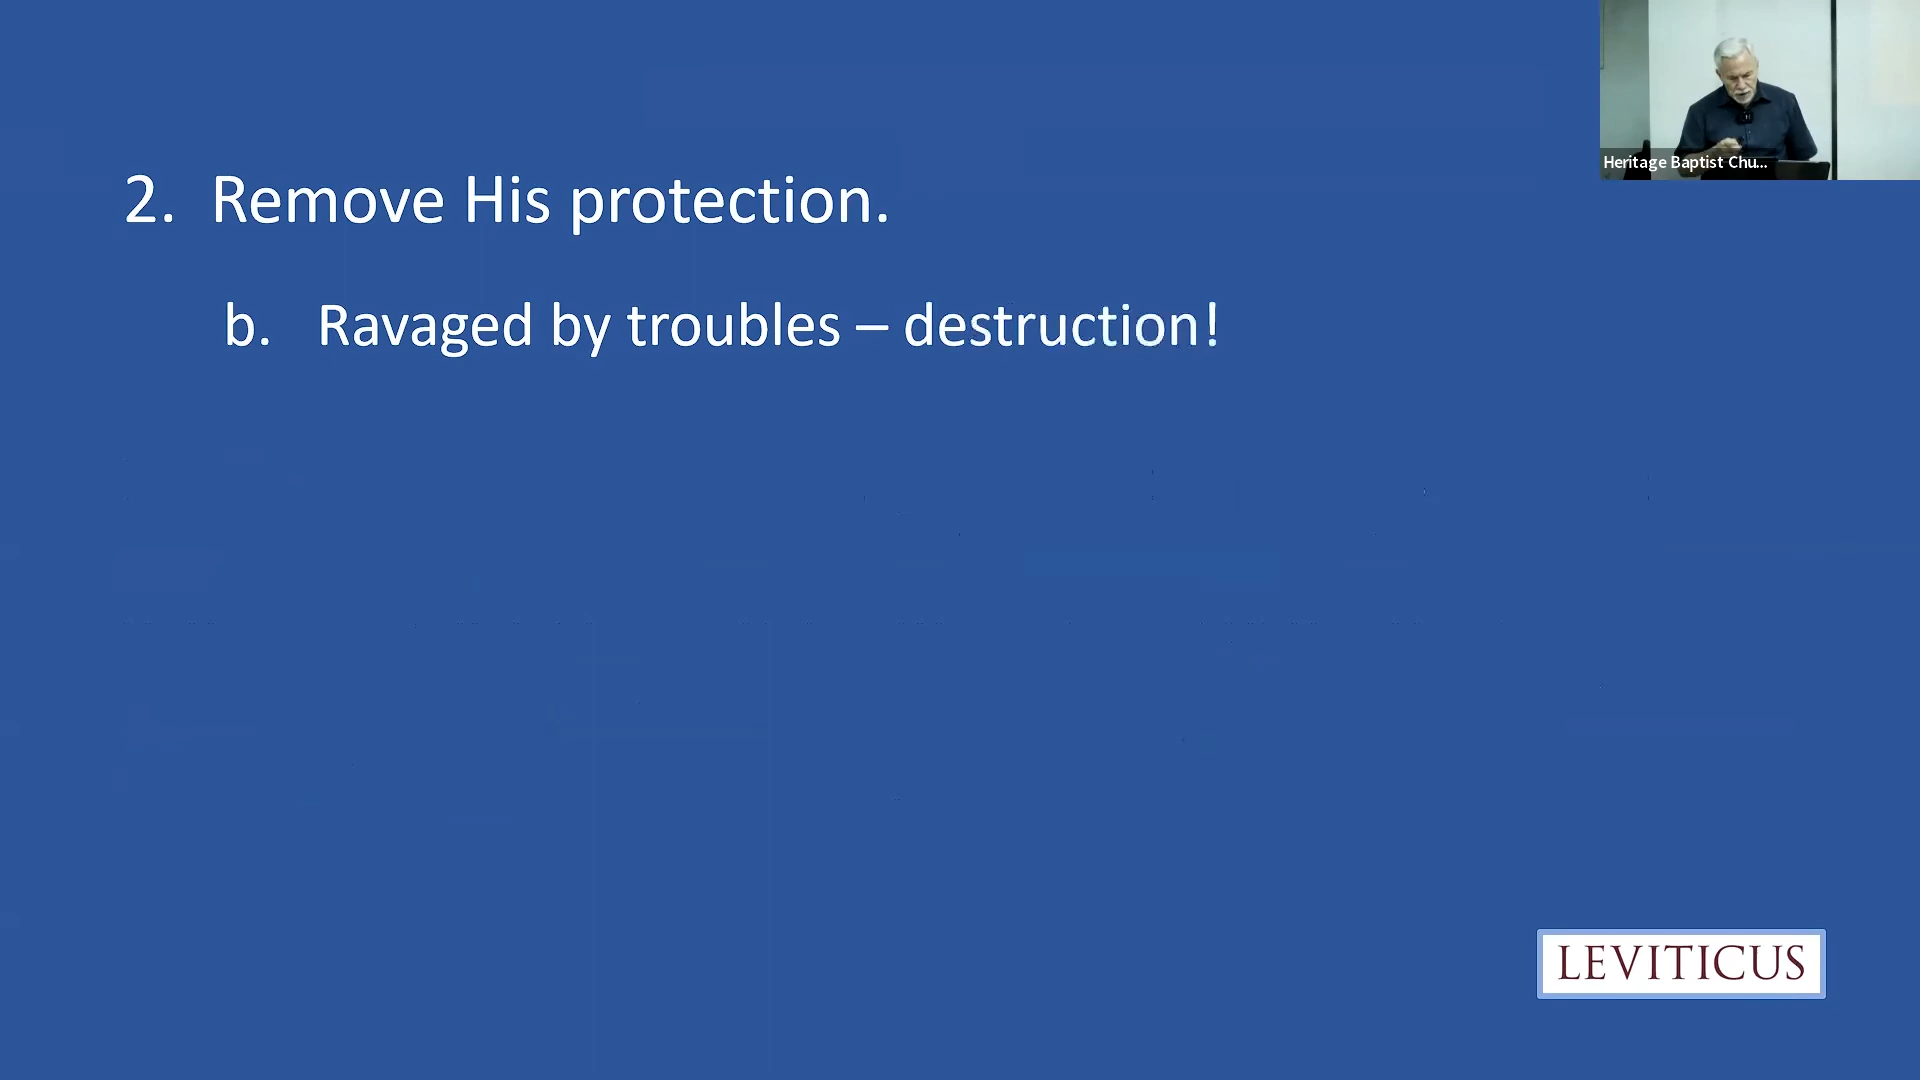 2. Remove His protection.
b. Ravaged by troubles – destruction!
Heritage Baptist Chu...
LEVITICUS